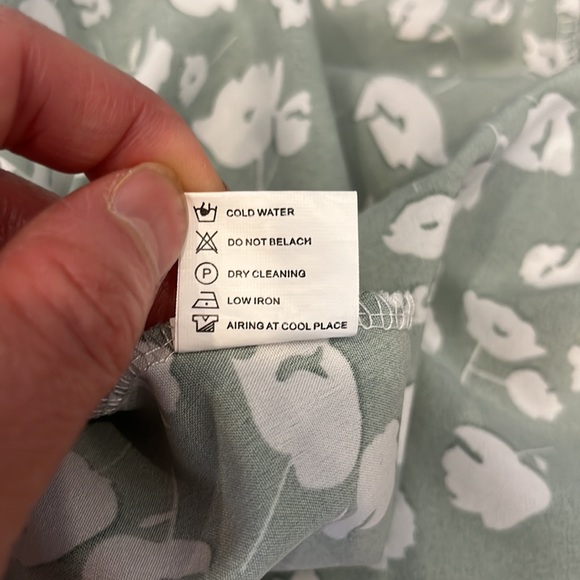 COLD WATER
DO NOT BELACH
P DRY CLEANING
LOW IRON
AIRING AT COOL PLACE